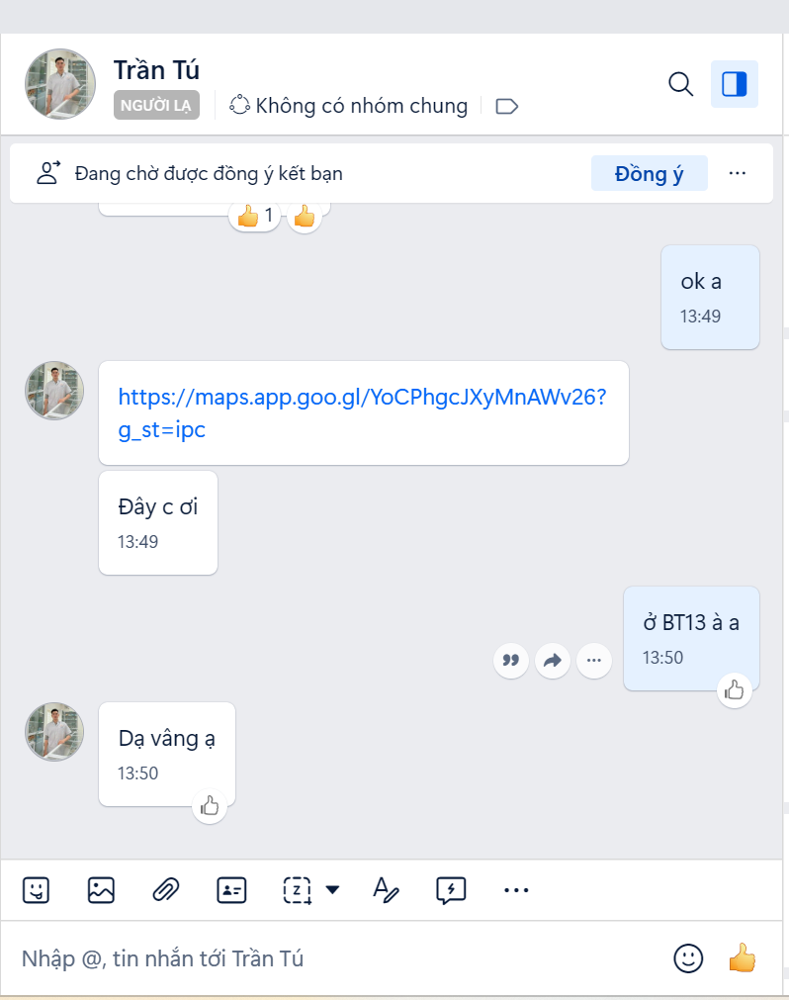 Trần Tú
NGƯỜI LẠ
Không có nhóm chung
Đang chờ được đồng ý kết bạn
Đồng ý
1
ok a
13:49
https://maps.app.goo.gl/YoCPhgcJXyMnAWv26?
g_st=ipc
Đây c ơi
13:49
ở BT13 à a
13:50
Dạ vâng ạ
13:50
Nhập @, tin nhắn tới Trần Tú